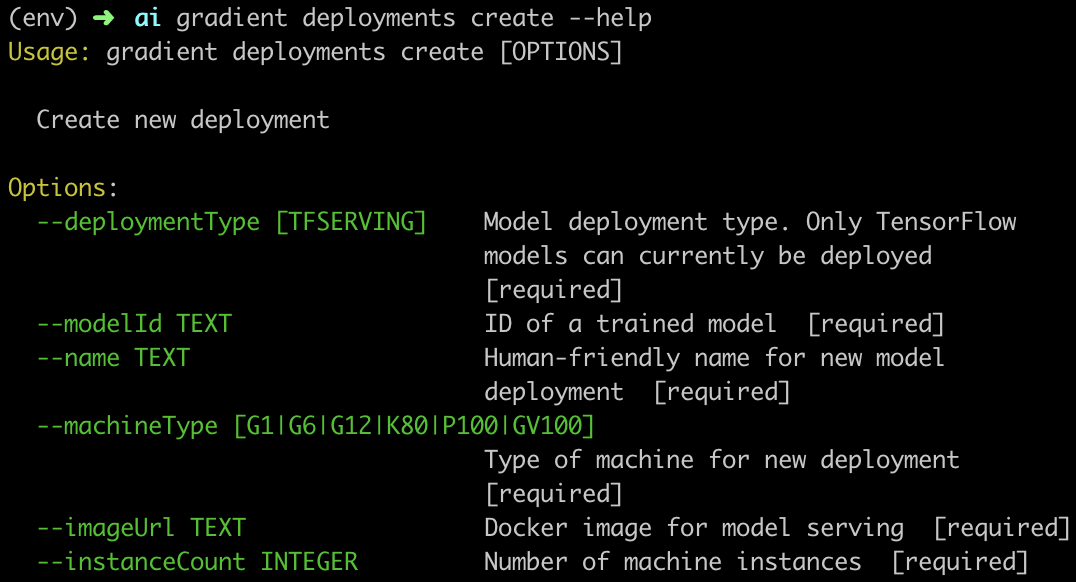 (env) ➜ ai gradient deployments create --help
Usage: gradient deployments create [OPTIONS]
Create new deployment
Options:
--deploymentType [TFSERVING] Model deployment type. Only TensorFlow
models can currently be deployed
[required]
--modelId TEXT ID of a trained model [required]
--name TEXT Human-friendly name for new model
deployment [required]
--machineType [G1|G6|G12|K80|P100|GV100]
Type of machine for new deployment
[required]
--imageUrl TEXT Docker image for model serving [required]
--instanceCount INTEGER Number of machine instances [required]